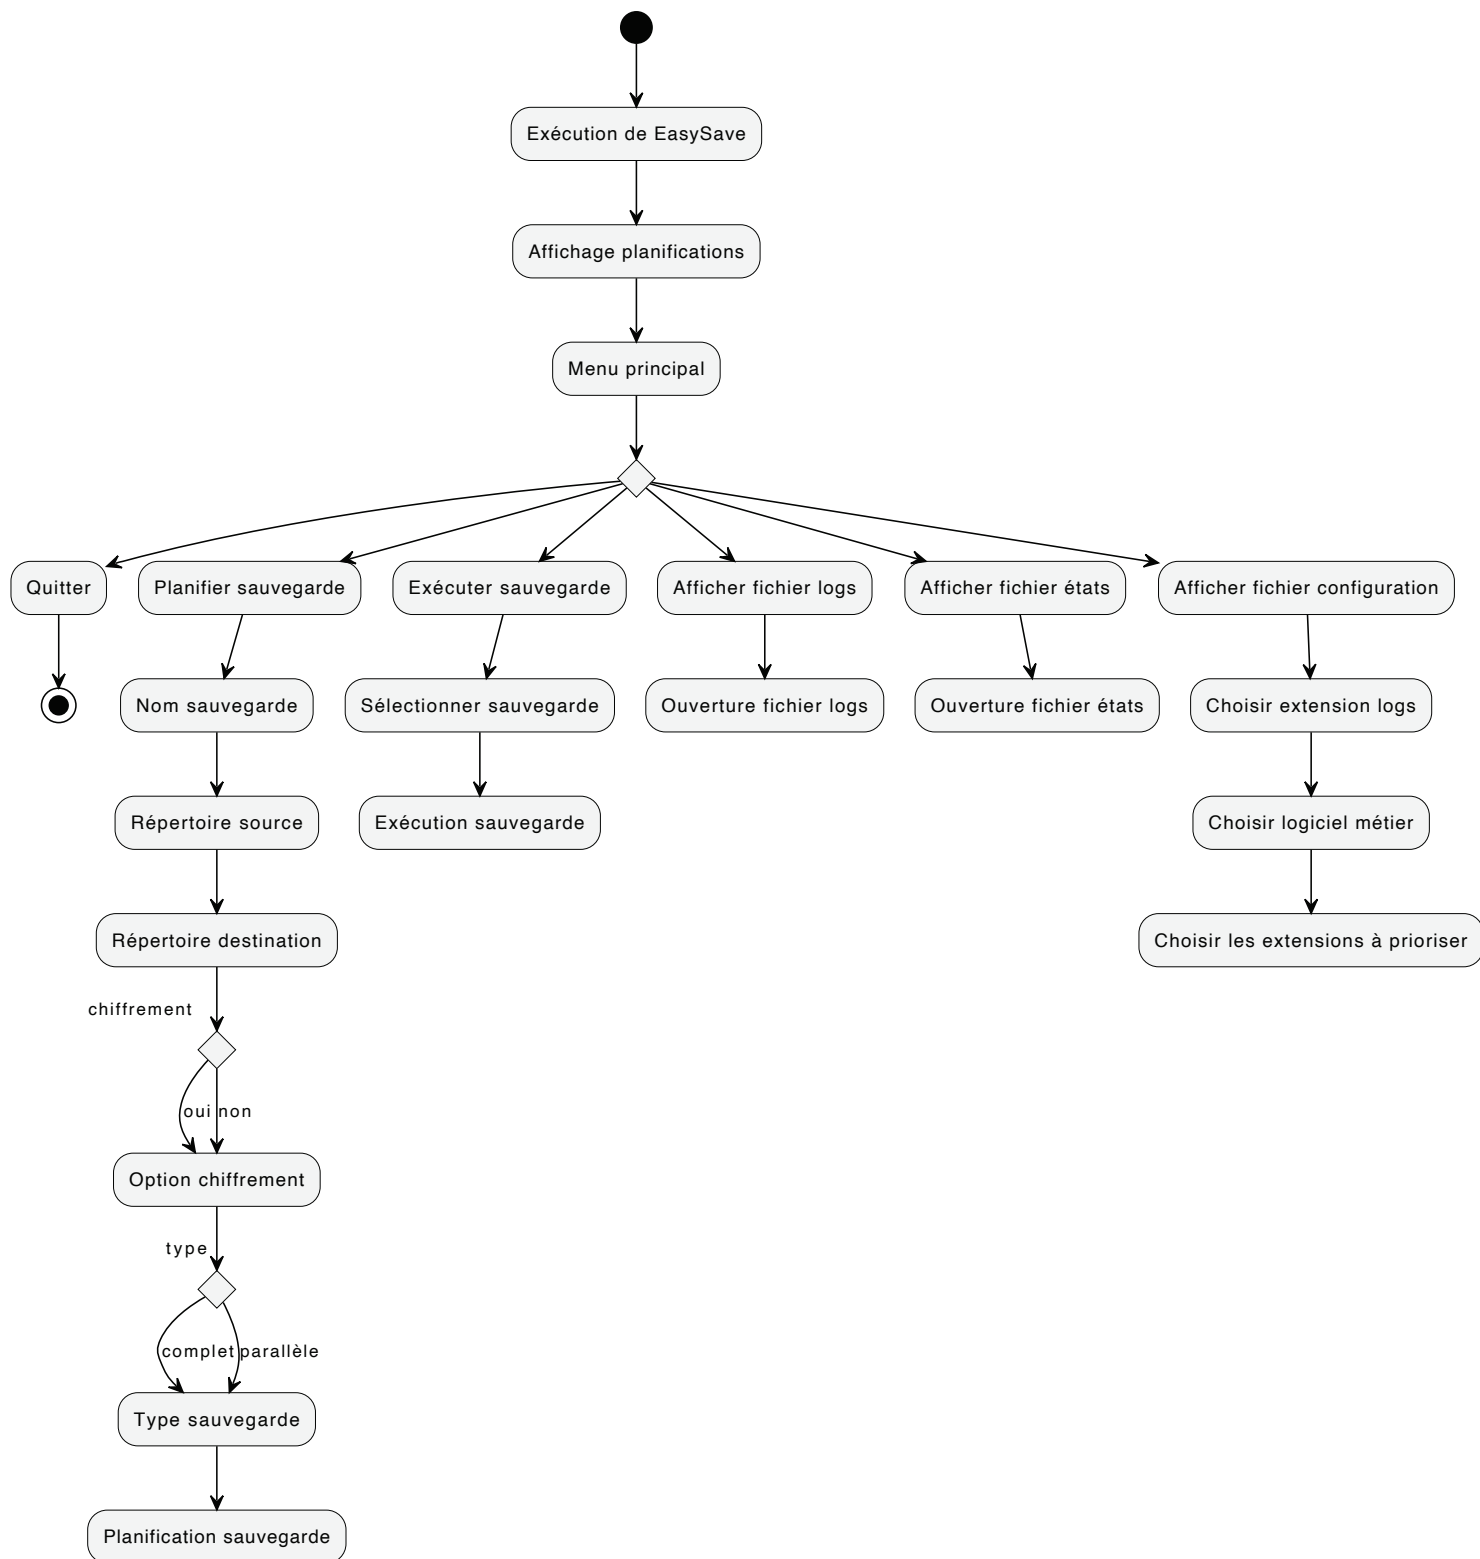 Exécution de EasySave
Affichage planifications
Menu principal
Quitter
Planifier sauvegarde
Exécuter sauvegarde
Afficher fichier logs
Afficher fichier états
Afficher fichier configuration
Nom sauvegarde
Sélectionner sauvegarde
Ouverture fichier logs
Ouverture fichier états
Choisir extension logs
Répertoire source
Exécution sauvegarde
Choisir logiciel métier
Répertoire destination
Choisir les extensions à prioriser
chiffrement
oui
non
Option chiffrement
type
complet
parallèle
Type sauvegarde
Planification sauvegarde